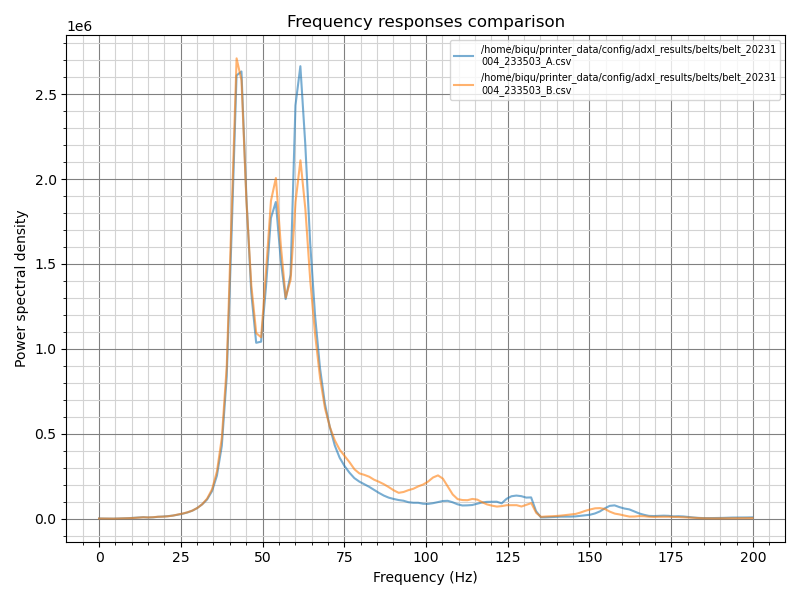 Frequency responses comparison
1e6
/home/biqu/printer_data/config/adxl_results/belts/belt_20231
004_233503_A.csv
/home/biqu/printer_data/config/adxl_results/belts/belt_20231
004_233503_B.csv
2.5
2.0
1.5
1.0
0.5
0.0
Power spectral density
0 25 50 75 100 125 150 175 200
Frequency (Hz)